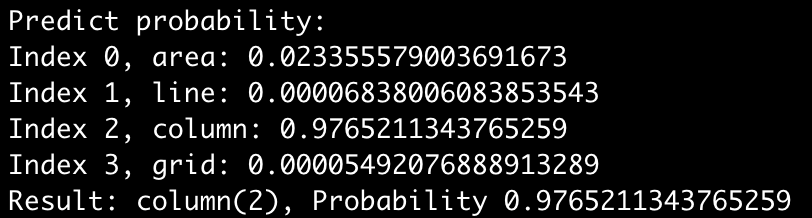 Predict probability:
Index 0, area: 0.023355579003691673
Index 1, line: 0.00006838006083853543
Index 2, column: 0.9765211343765259
Index 3, grid: 0.00005492076888913289
Result: column(2), Probability 0.9765211343765259